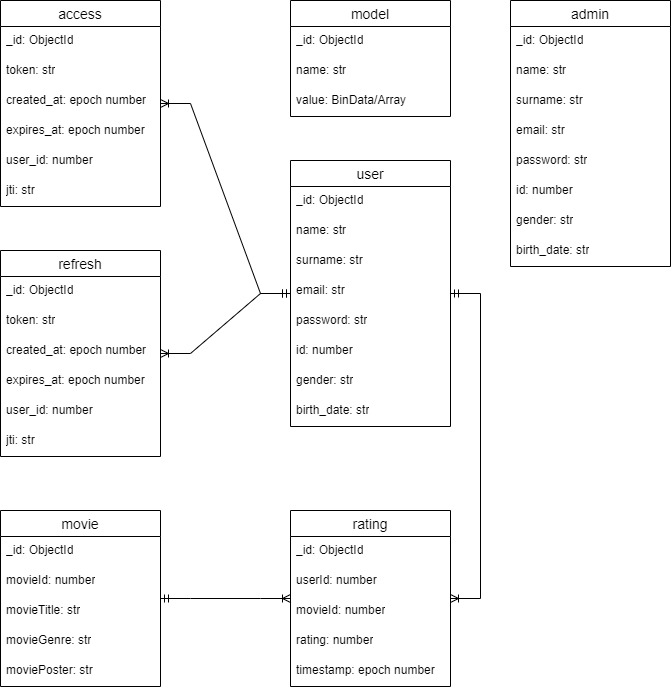 access
_id: ObjectId
token: str
created_at: epoch number
expires_at: epoch number
user_id: number
jti: str
model
_id: ObjectId
name: str
value: BinData/Array
admin
_id: ObjectId
name: str
surname: str
email: str
password: str
id: number
gender: str
birth_date: str
user
_id: ObjectId
name: str
surname: str
email: str
password: str
id: number
gender: str
birth_date: str
refresh
_id: ObjectId
token: str
created_at: epoch number
expires_at: epoch number
user_id: number
jti: str
movie
_id: ObjectId
movieId: number
movieTitle: str
movieGenre: str
moviePoster: str
rating
_id: ObjectId
userId: number
movieId: number
rating: number
timestamp: epoch number